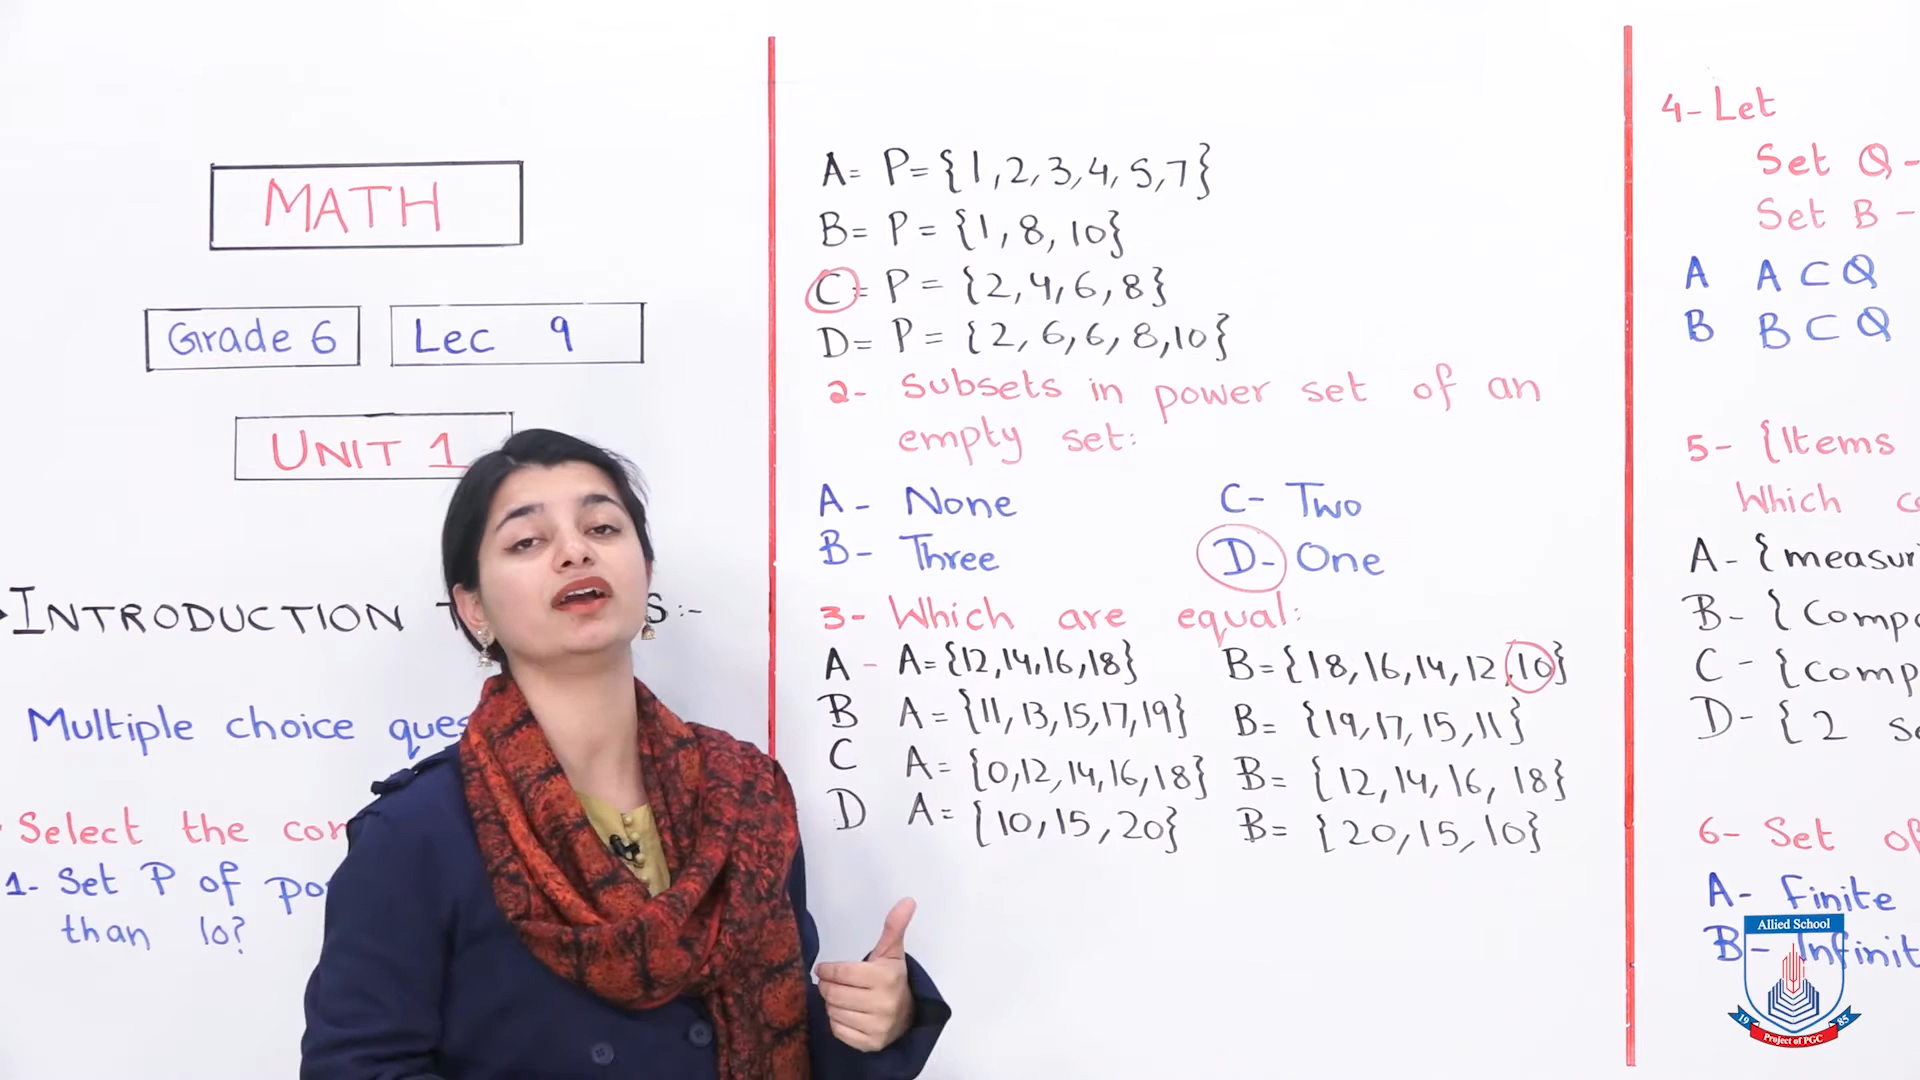 MATH
Grade 6
Lec 9
UNIT 1
INTRODUCTION
S:-
Multiple choice
Select the
1- Set P of
than 10?
A= P={1,2,3,4,5,7}
B= P = {1,8,10}
C= P = {2,4,6,8}
D= P = {2,6,6,8,10}
2- Subsets in power set of an
empty set:
A- None
C- Two
B- Three
D- One
3- Which are equal:
A- A={12,14,16,18} B={18,16,14,12,10}
B A={11,13,15,17,19} B={19,17,15,11}
C A={0,12,14,16,18} B={12,14,16,18}
D A={10,15,20} B={20,15,10}
4- Let
Set Q-
Set B-
A A⊂Q
B B⊂Q
5- {Items
Which
A- {
B- {
C- {
D- {2
6- Set
A- Finite
B-
Allied School
1985
Project of PGC